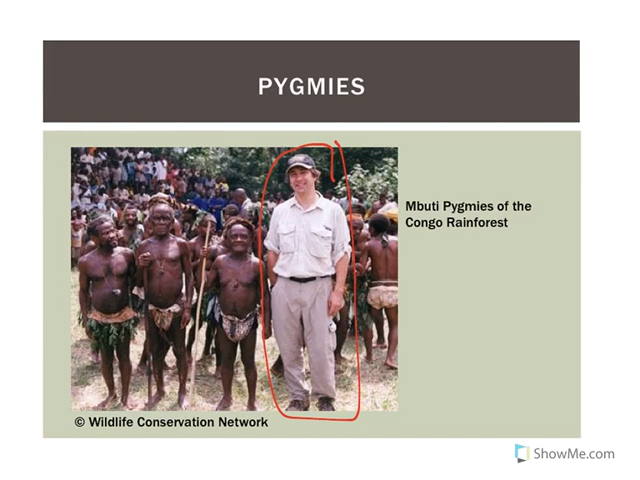 PYGMIES
Mbuti Pygmies of the
Congo Rainforest
© Wildlife Conservation Network
ShowMe.com